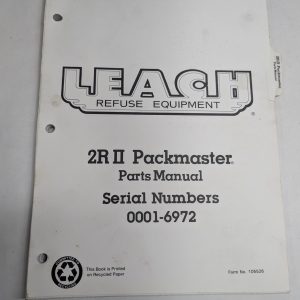 LEACH®
REFUSE EQUIPMENT
2R II Packmaster®
Parts Manual
Serial Numbers
0001-6972
This Book is Printed
on Recycled Paper
Form No. 106526